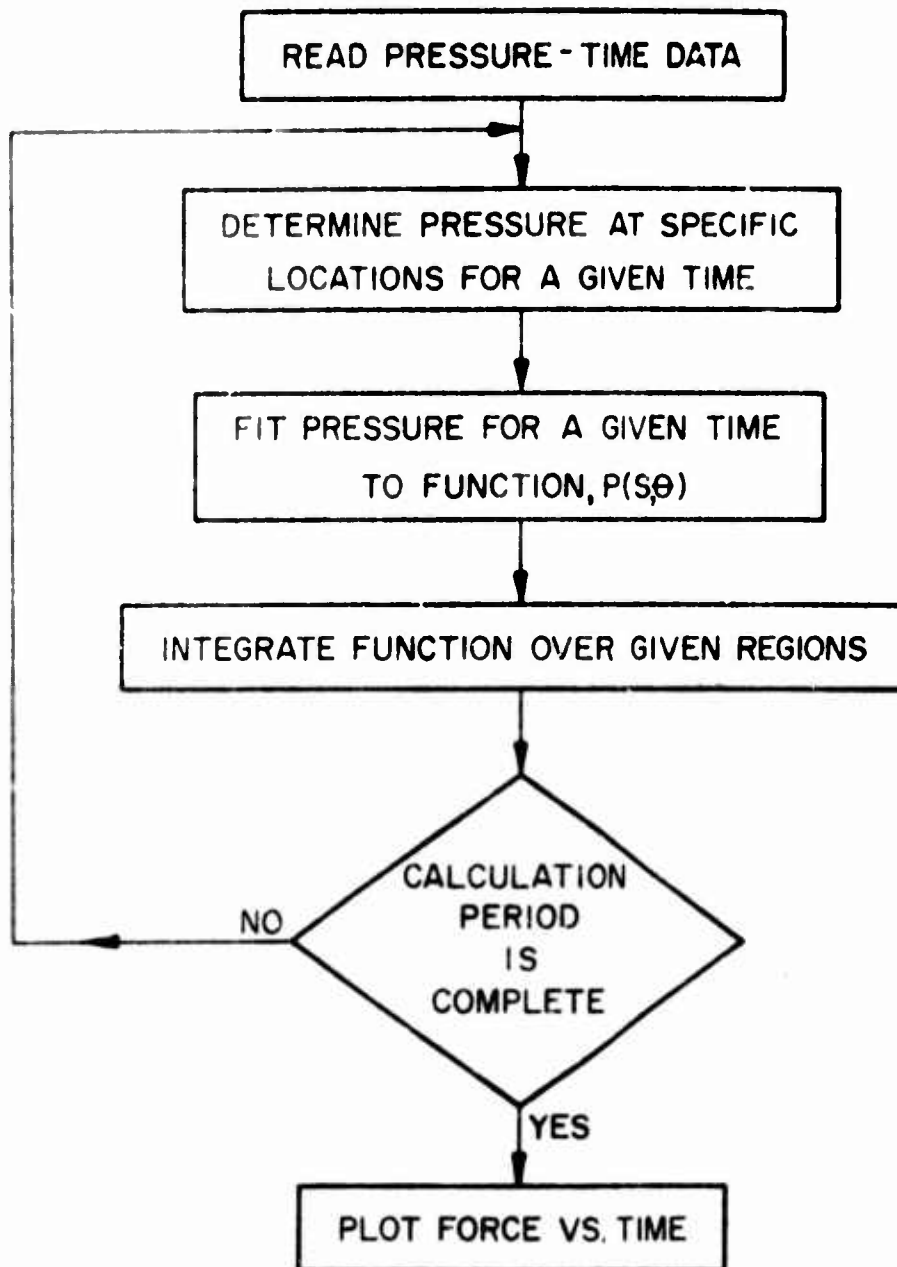 READ PRESSURE-TIME DATA
DETERMINE PRESSURE AT SPECIFIC
LOCATIONS FOR A GIVEN TIME
FIT PRESSURE FOR A GIVEN TIME
TO FUNCTION, P(S,θ)
INTEGRATE FUNCTION OVER GIVEN REGIONS
CALCULATION
PERIOD
IS
COMPLETE
NO
YES
PLOT FORCE VS. TIME